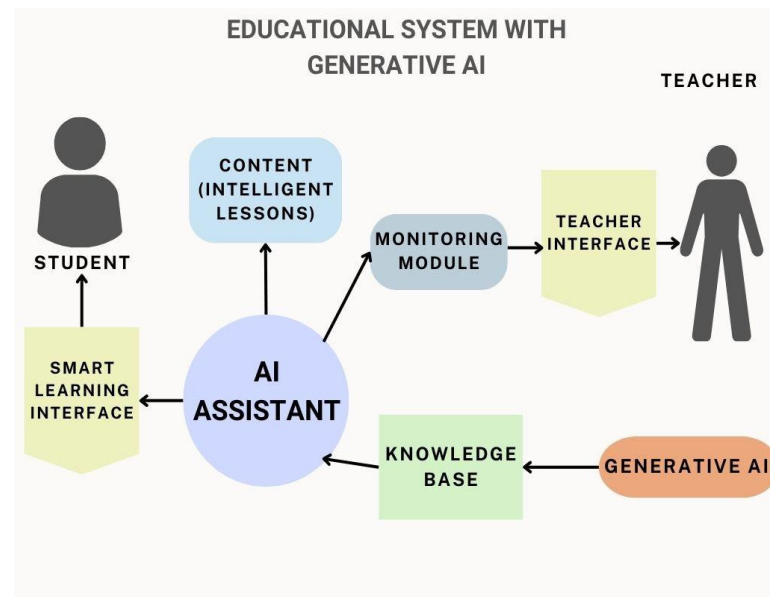 EDUCATIONAL SYSTEM WITH
GENERATIVE AI
TEACHER
CONTENT
(INTELLIGENT
LESSONS)
STUDENT
MONITORING
MODULE
TEACHER
INTERFACE
SMART
LEARNING
INTERFACE
AI
ASSISTANT
KNOWLEDGE
BASE
GENERATIVE AI